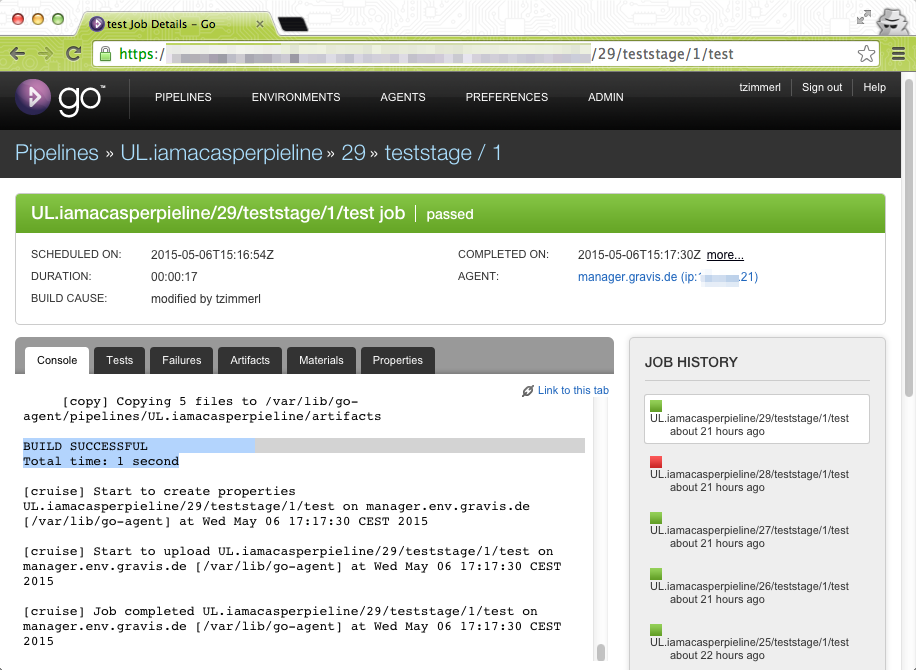 test Job Details - Go
https:/ /29/teststage/1/test
go™
PIPELINES ENVIRONMENTS AGENTS PREFERENCES ADMIN
tzimmerl Sign out Help
Pipelines » UL.iamacasperpieline » 29 » teststage / 1
UL.iamacasperpieline/29/teststage/1/test job passed
SCHEDULED ON: 2015-05-06T15:16:54Z
DURATION: 00:00:17
BUILD CAUSE: modified by tzimmerl
COMPLETED ON: 2015-05-06T15:17:30Z more...
AGENT: manager.gravis.de (ip: .21)
Console Tests Failures Artifacts Materials Properties
Link to this tab
[copy] Copying 5 files to /var/lib/go-
agent/pipelines/UL.iamacasperpieline/artifacts
BUILD SUCCESSFUL
Total time: 1 second
[cruise] Start to create properties
UL.iamacasperpieline/29/teststage/1/test on manager.env.gravis.de
[/var/lib/go-agent] at Wed May 06 17:17:30 CEST 2015
[cruise] Start to upload UL.iamacasperpieline/29/teststage/1/test on
manager.env.gravis.de [/var/lib/go-agent] at Wed May 06 17:17:30 CEST
2015
[cruise] Job completed UL.iamacasperpieline/29/teststage/1/test on
manager.env.gravis.de [/var/lib/go-agent] at Wed May 06 17:17:30 CEST
2015
JOB HISTORY
UL.iamacasperpieline/29/teststage/1/test
about 21 hours ago
UL.iamacasperpieline/28/teststage/1/test
about 21 hours ago
UL.iamacasperpieline/27/teststage/1/test
about 21 hours ago
UL.iamacasperpieline/26/teststage/1/test
about 21 hours ago
UL.iamacasperpieline/25/teststage/1/test
about 22 hours ago